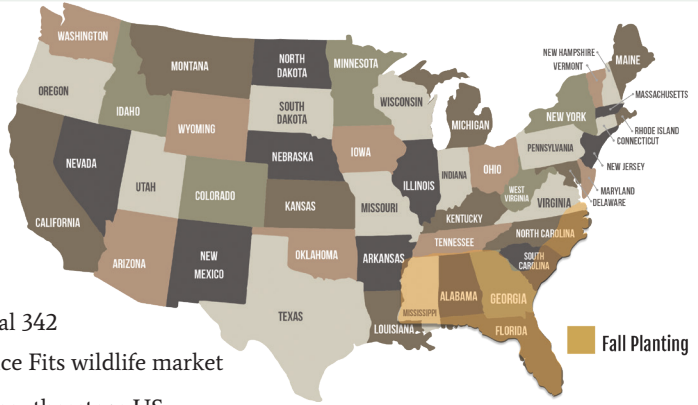 WASHINGTON
OREGON
CALIFORNIA
NEVADA
IDAHO
MONTANA
WYOMING
UTAH
COLORADO
ARIZONA
NEW
MEXICO
NORTH
DAKOTA
SOUTH
DAKOTA
NEBRASKA
KANSAS
OKLAHOMA
TEXAS
MINNESOTA
IOWA
MISSOURI
ARKANSAS
LOUISIANA
WISCONSIN
ILLINOIS
MICHIGAN
INDIANA
OHIO
KENTUCKY
TENNESSEE
MISSISSIPPI
ALABAMA
GEORGIA
FLORIDA
SOUTH
CAROLINA
NORTH CAROLINA
VIRGINIA
WEST
VIRGINIA
PENNSYLVANIA
NEW YORK
NEW HAMPSHIRE
VERMONT
MAINE
MASSACHUSETTS
RHODE ISLAND
CONNECTICUT
NEW JERSEY
MARYLAND
DELAWARE
Fall Planting
al 342
ce Fits wildlife market